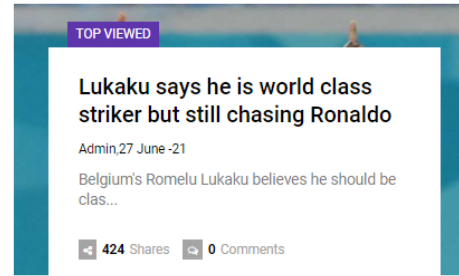 TOP VIEWED
Lukaku says he is world class
striker but still chasing Ronaldo
Admin,27 June -21
Belgium's Romelu Lukaku believes he should be
clas...
424 Shares 0 Comments